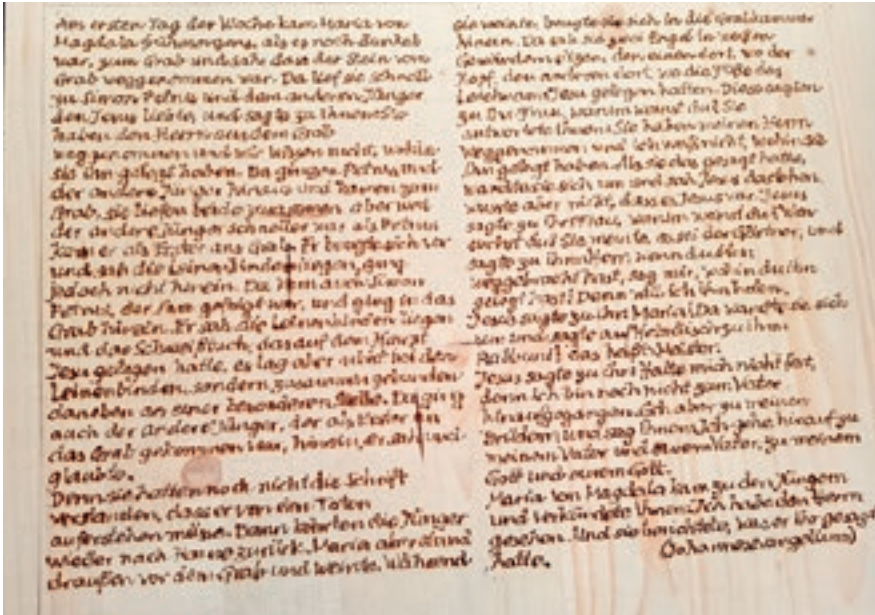 Am ersten Tag der Woche kam Maria von
Magdala frühmorgens, als es noch dunkel
war, zum Grab und sah dass der Stein vom
Grab weggenommen war. Da lief sie schnell
zu Simon Petrus und dem anderen Jünger
den Jesus liebte, und sagte zu ihnen: Sie
haben den Herrn aus dem Grab
weggenommen und wir wissen nicht, wohin
sie ihn gelegt haben. Da gingen Petrus und
der andere Jünger hinaus und kamen zum
Grab, sie liefen beide zusammen aber weil
der andere Jünger schneller war als Petrus
kam er als Erster ans Grab. Er beugte sich vor
und sah die Leinenbinden liegen, ging
jedoch nicht hinein. Da kam auch Simon
Petrus, der ihm gefolgt war, und ging in das
Grab hinein. Er sah die Leinenbinden liegen
und das Schweißtuch, das auf dem Haupt
Jesu gelegen hatte, es lag aber nicht bei den
Leinenbinden, sondern zusammengebunden
daneben an einer besonderen Stelle. Da ging
auch der andere Jünger, der als Erster an
das Grab gekommen war, hinein, er sah und
glaubte.
Denn sie hatten noch nicht die Schrift
verstanden, dass er von den Toten
auferstehen müsse. Dann kehrten die Jünger
wieder nach Hause zurück. Maria aber stand
draußen vor dem Grab und weinte. Während
sie weinte, beugte sie sich in die Grabkammer
hinein. Da sah sie zwei Engel in weißen
Gewändern sitzen, den einen dort, wo der
Kopf, den anderen dort, wo die Füße des
Leichnams Jesu gelegen hatten. Diese sagten
zu ihr: Frau, warum weinst du? Sie
antwortete ihnen: Sie haben meinen Herrn
weggenommen und ich weiß nicht, wohin sie
ihn gelegt haben. Als sie das gesagt hatte,
wandte sie sich um und sah Jesus dastehen
wusste aber nicht, dass es Jesus war. Jesus
sagte zu ihr: Frau, warum weinst du? Wen
suchst du? Sie meinte, es sei der Gärtner, und
sagte zu ihm: Herr, wenn du ihn
weggebracht hast, sag mir, wohin du ihn
gelegt hast! Dann will ich ihn holen.
Jesus sagte zu ihr: Maria! Da wandte sie sich
um und sagte auf Hebräisch zu ihm:
Rabbuni! das heißt Meister.
Jesus sagte zu ihr: Halte mich nicht fest,
denn ich bin noch nicht zum Vater
hinaufgegangen. Geh aber zu meinen
Brüdern und sag ihnen: Ich gehe hinauf zu
meinem Vater und eurem Vater, zu meinem
Gott und eurem Gott.
Maria von Magdala kam zu den Jüngern
und verkündete ihnen: Ich habe den Herrn
gesehen. Und sie berichtete, was er ihr gesagt
hatte.
(Johannesevangelium)